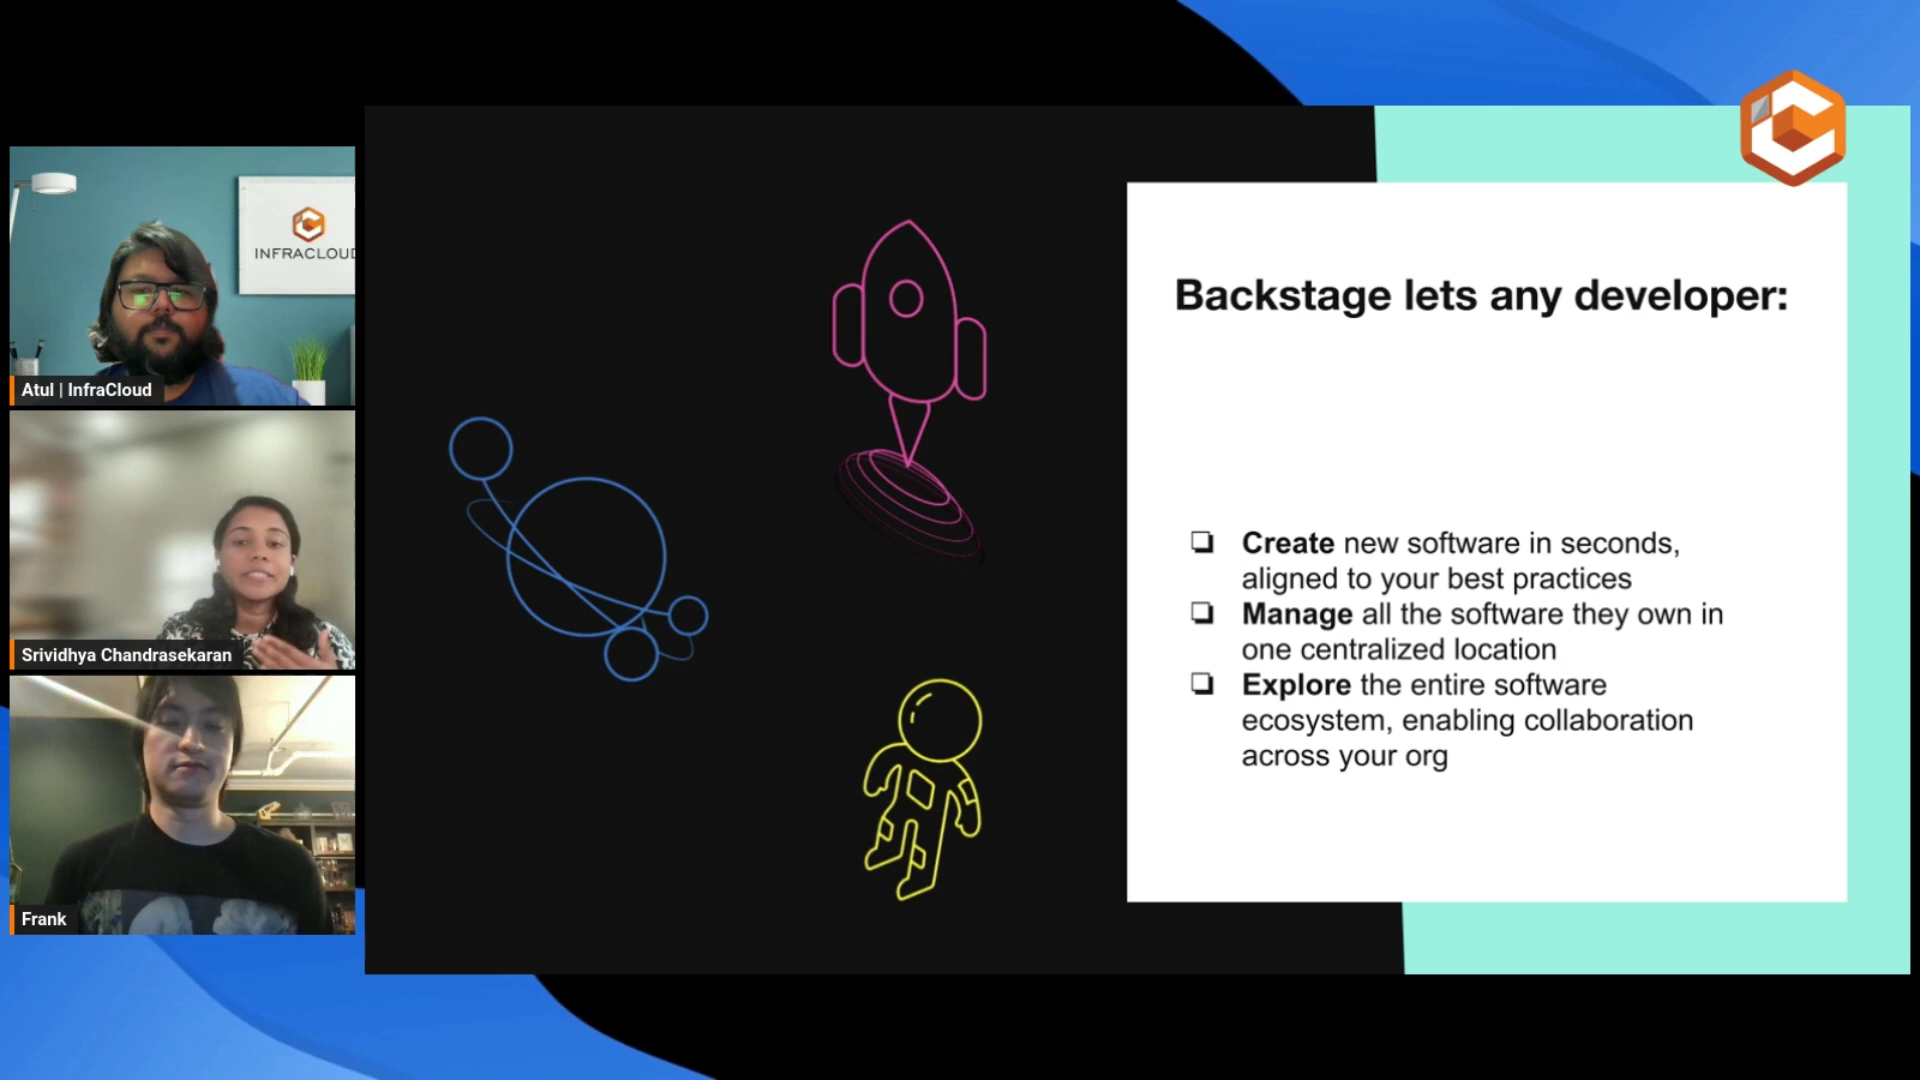 INFRACLOUD
Atul | InfraCloud
Srividhya Chandrasekaran
Frank
Backstage lets any developer:
❏ Create new software in seconds,
aligned to your best practices
❏ Manage all the software they own in
one centralized location
❏ Explore the entire software
ecosystem, enabling collaboration
across your org